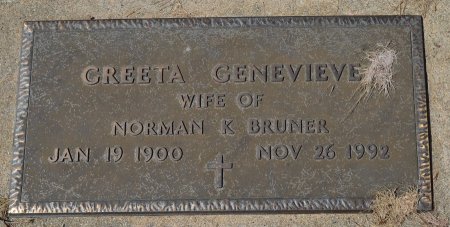 GREETA GENEVIEVE
WIFE OF
NORMAN K BRUNER
JAN 19 1900 NOV 26 1992